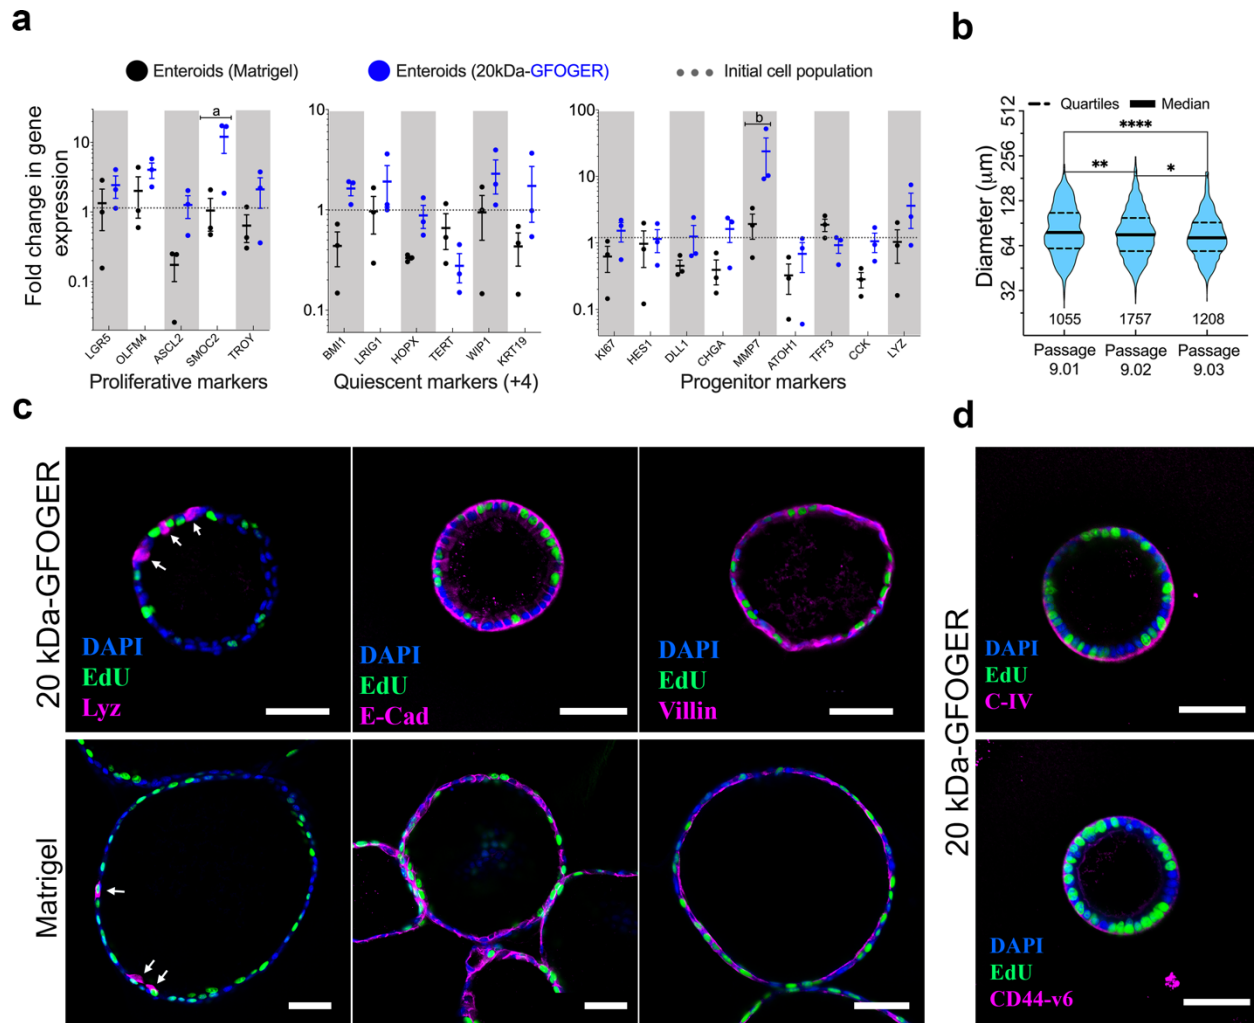 a
b
Enteroids (Matrigel)
Enteroids (20kDa-GFOGER)
Initial cell population
Fold change in gene
expression
10
1
0.1
a
LGR5
OLFM4
ASCL2
SMOC2
TROY
Proliferative markers
10
1
0.1
BMI1
LRIG1
HOPX
TERT
WIP1
KRT19
Quiescent markers (+4)
100
10
1
0.1
0.01
b
KI67
HES1
DLL1
CHGA
MMP7
ATOH1
TFF3
CCK
LYZ
Progenitor markers
Diameter (μm)
512
256
128
64
32
Quartiles
Median
****
**
*
1055
1757
1208
Passage
9.01
Passage
9.02
Passage
9.03
c
d
20 kDa-GFOGER
DAPI
EdU
Lyz
DAPI
EdU
E-Cad
DAPI
EdU
Villin
Matrigel
20 kDa-GFOGER
DAPI
EdU
C-IV
DAPI
EdU
CD44-v6